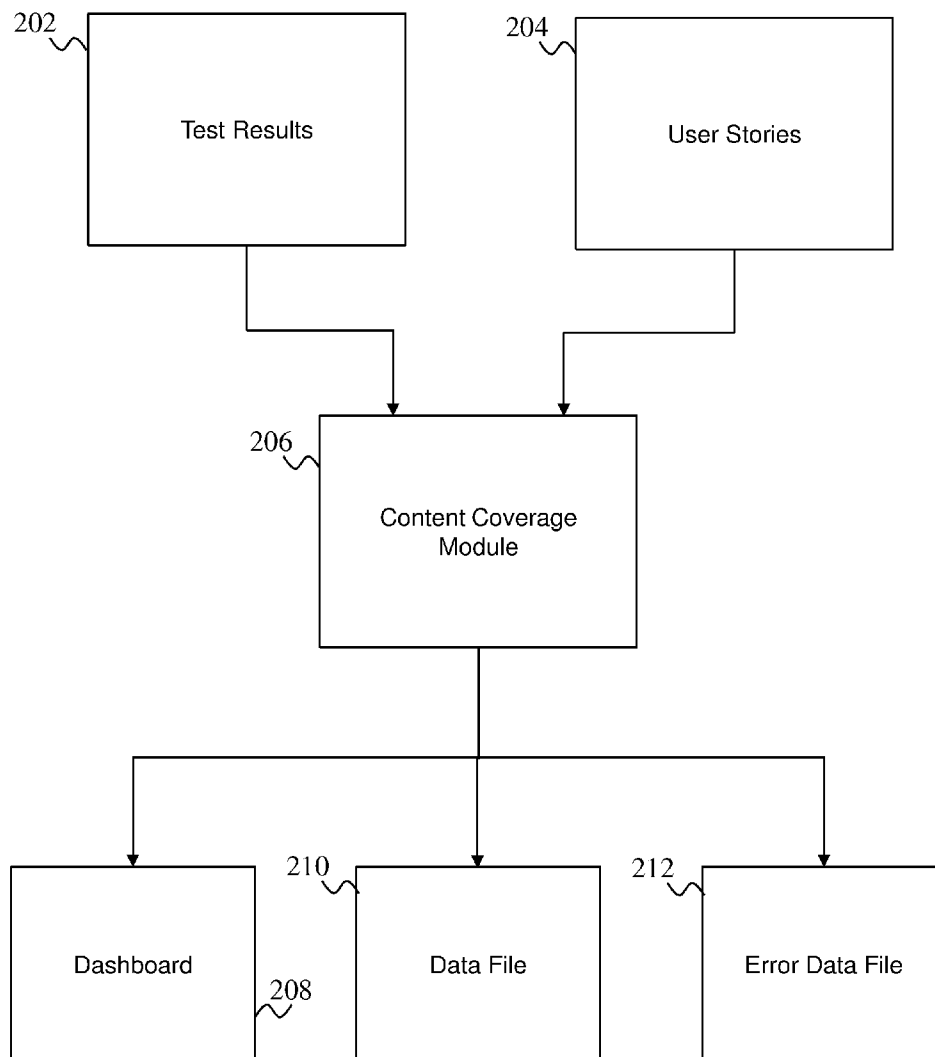 202
204
Test Results
User Stories
206
Content Coverage
Module
210
212
Dashboard
Data File
Error Data File
208